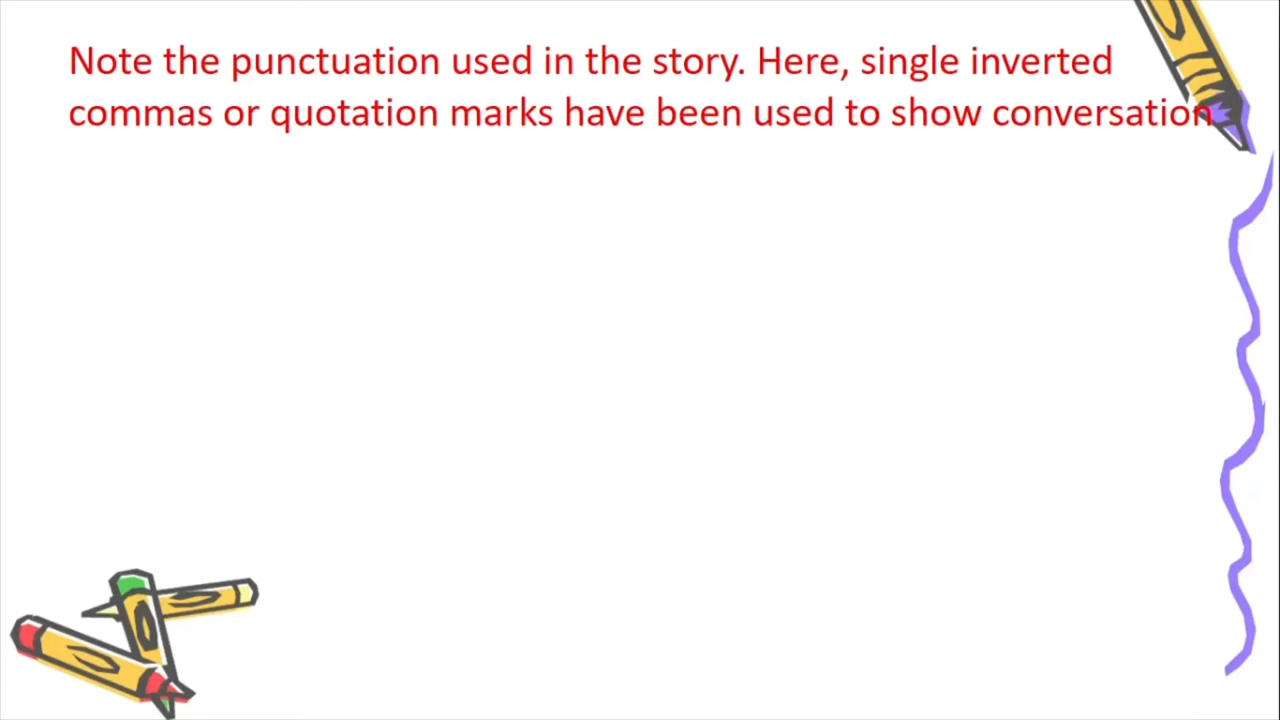 Note the punctuation used in the story. Here, single inverted
commas or quotation marks have been used to show conversation